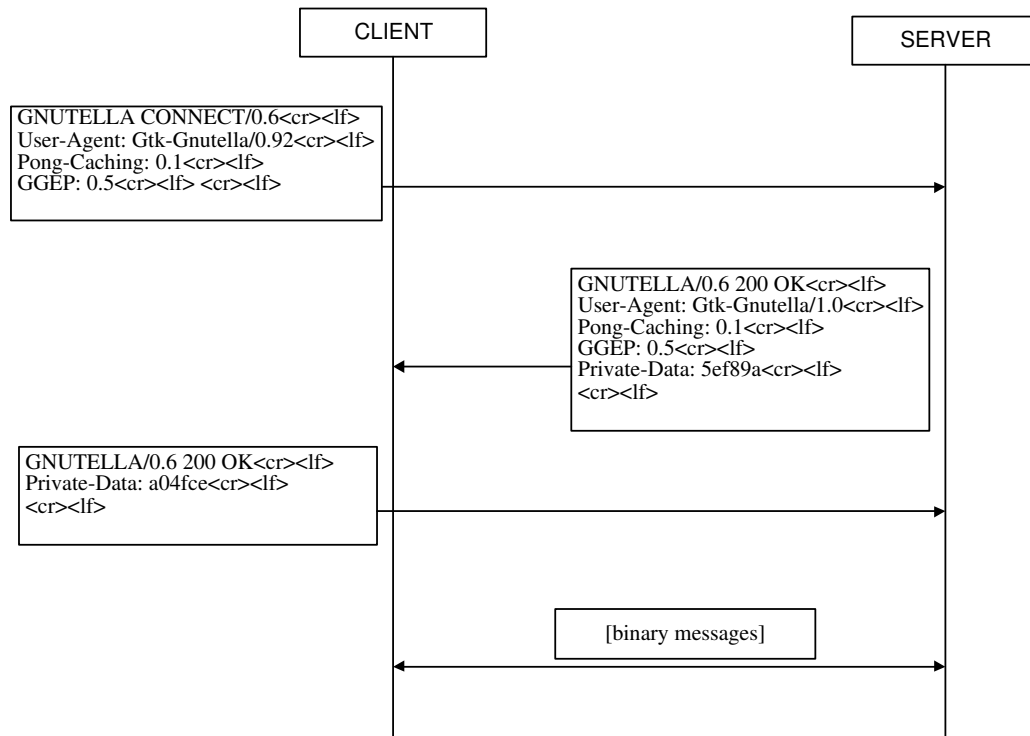 CLIENT
SERVER
GNUTELLA CONNECT/0.6<cr><lf>
User-Agent: Gtk-Gnutella/0.92<cr><lf>
Pong-Caching: 0.1<cr><lf>
GGEP: 0.5<cr><lf> <cr><lf>
GNUTELLA/0.6 200 OK<cr><lf>
User-Agent: Gtk-Gnutella/1.0<cr><lf>
Pong-Caching: 0.1<cr><lf>
GGEP: 0.5<cr><lf>
Private-Data: 5ef89a<cr><lf>
<cr><lf>
GNUTELLA/0.6 200 OK<cr><lf>
Private-Data: a04fce<cr><lf>
<cr><lf>
[binary messages]